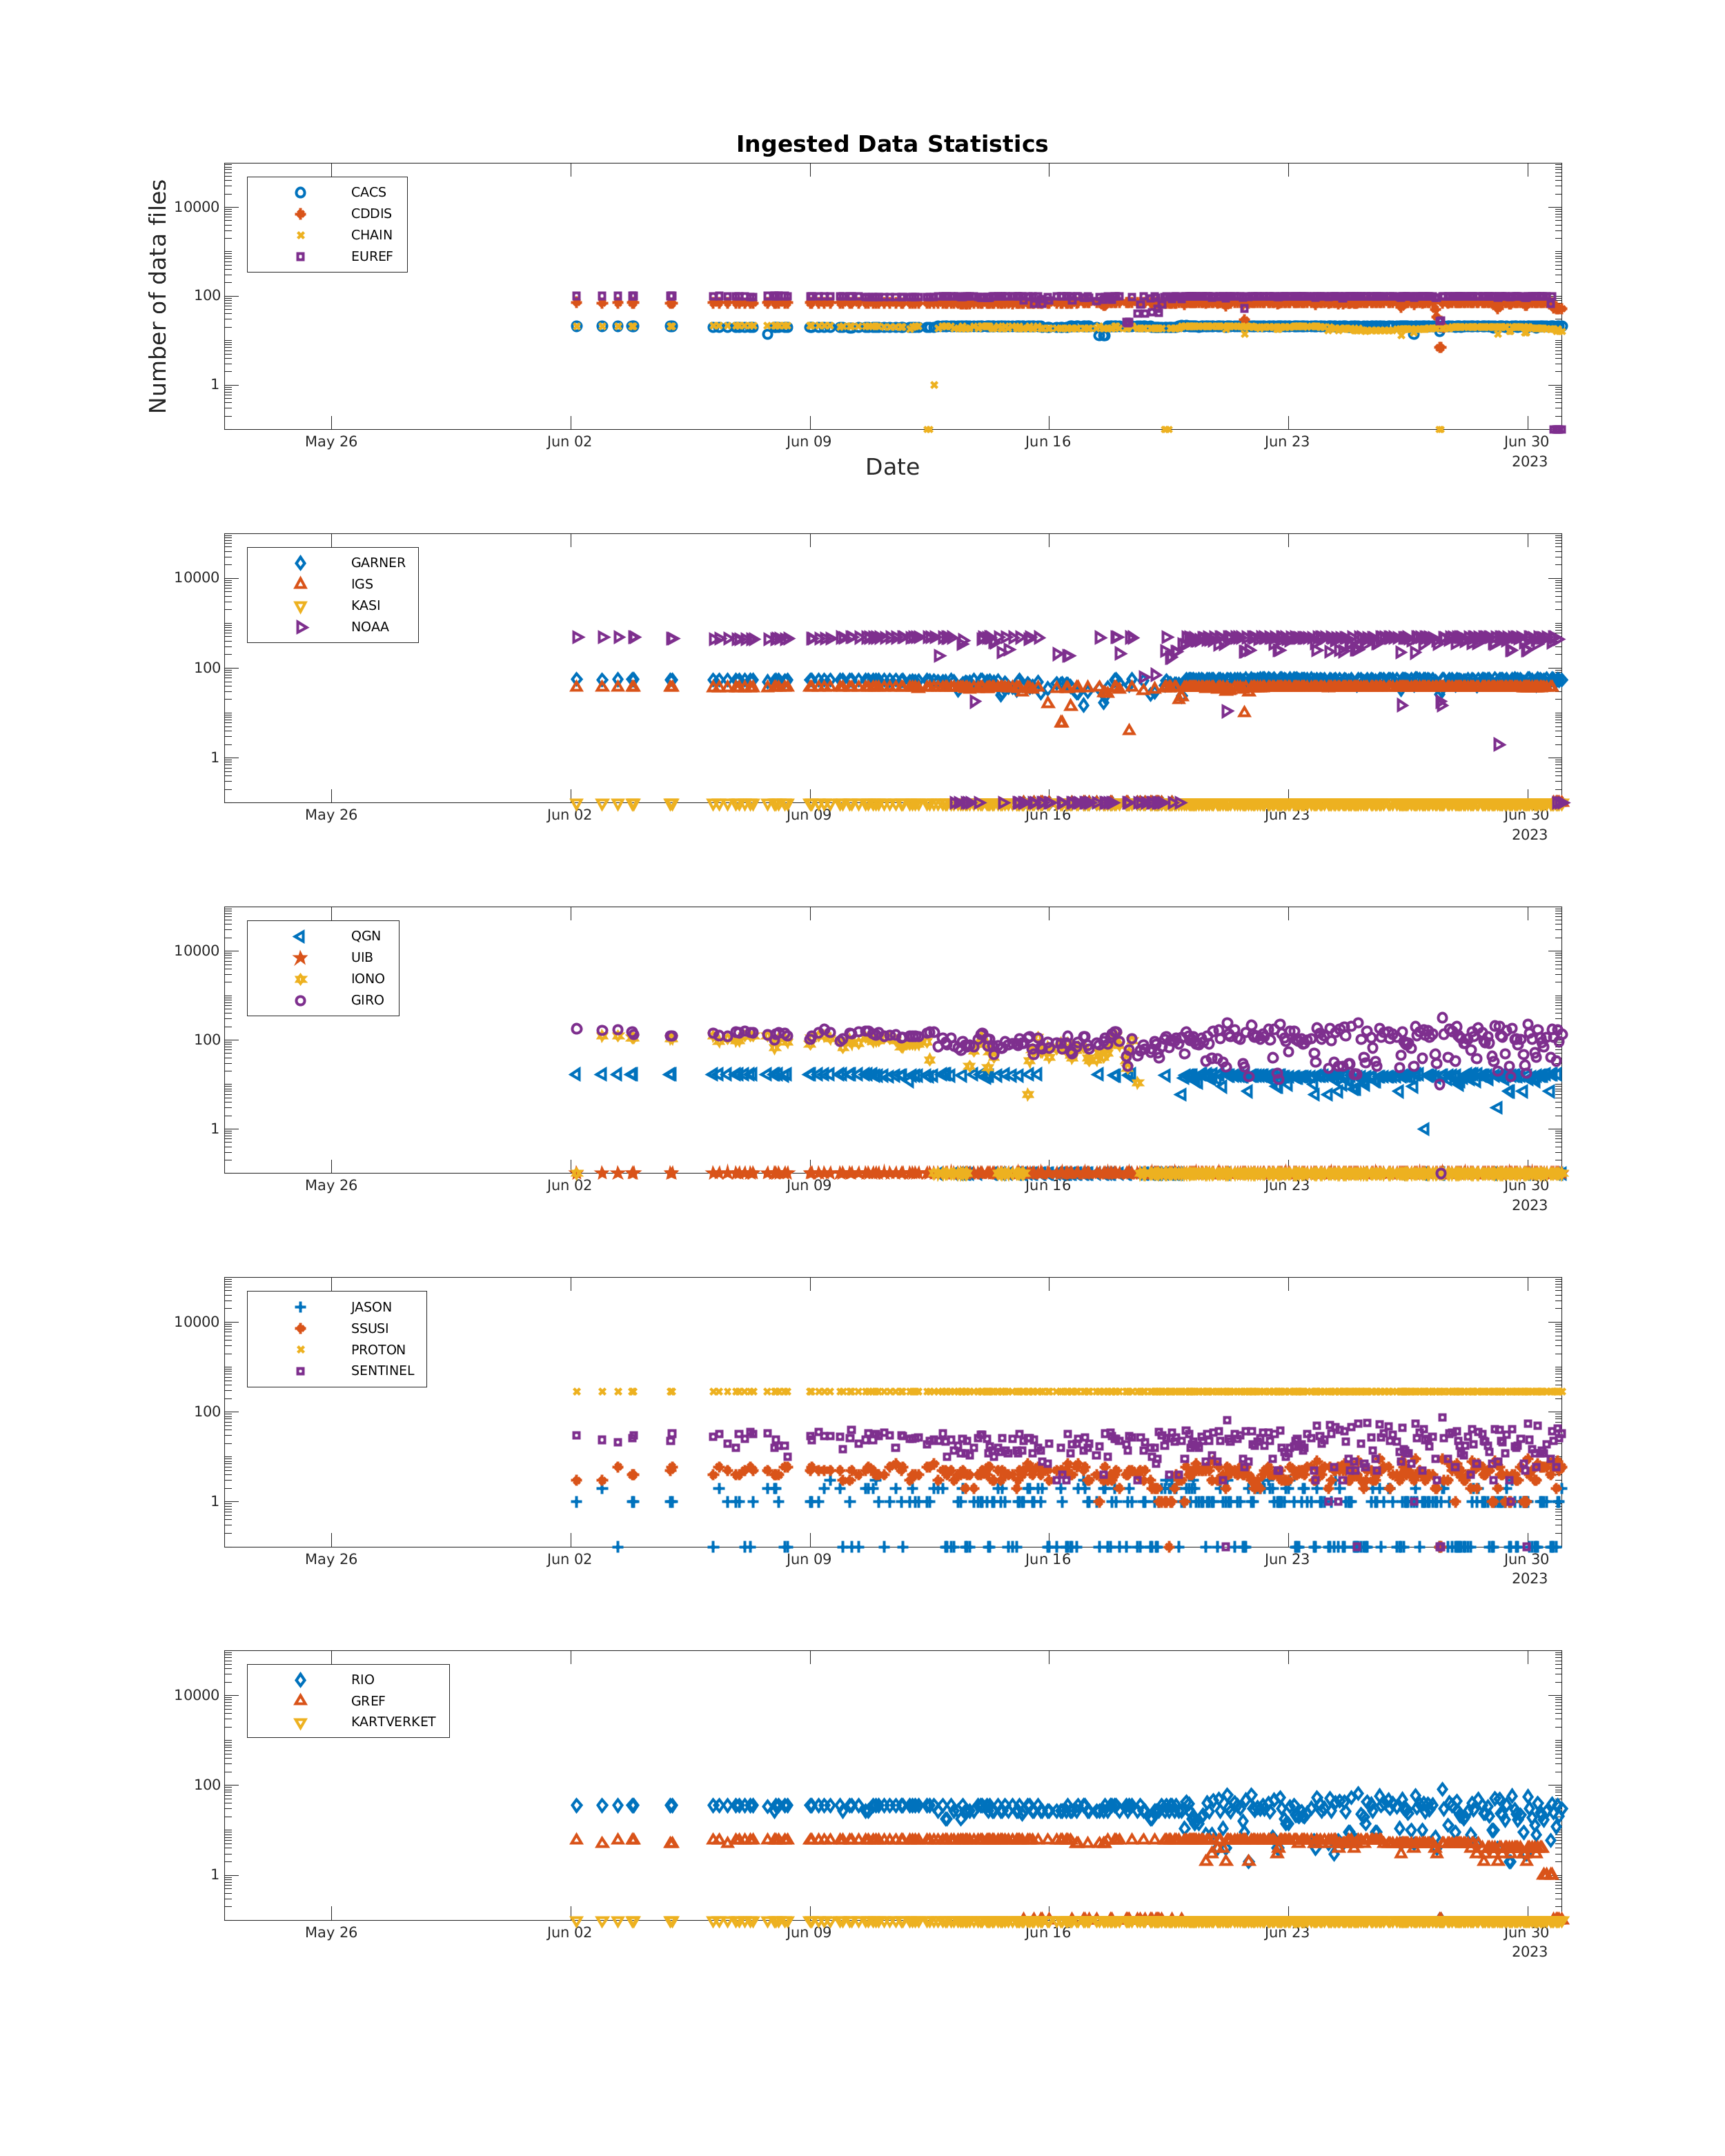 Ingested Data Statistics
Number of data files
CACS
CDDIS
CHAIN
EUREF
10000
100
1
May 26 Jun 02 Jun 09 Jun 16 Jun 23 Jun 30
2023
Date
GARNER
IGS
KASI
NOAA
10000
100
1
May 26 Jun 02 Jun 09 Jun 16 Jun 23 Jun 30
2023
QGN
UIB
IONO
GIRO
10000
100
1
May 26 Jun 02 Jun 09 Jun 16 Jun 23 Jun 30
2023
JASON
SSUSI
PROTON
SENTINEL
10000
100
1
May 26 Jun 02 Jun 09 Jun 16 Jun 23 Jun 30
2023
RIO
GREF
KARTVERKET
10000
100
1
May 26 Jun 02 Jun 09 Jun 16 Jun 23 Jun 30
2023